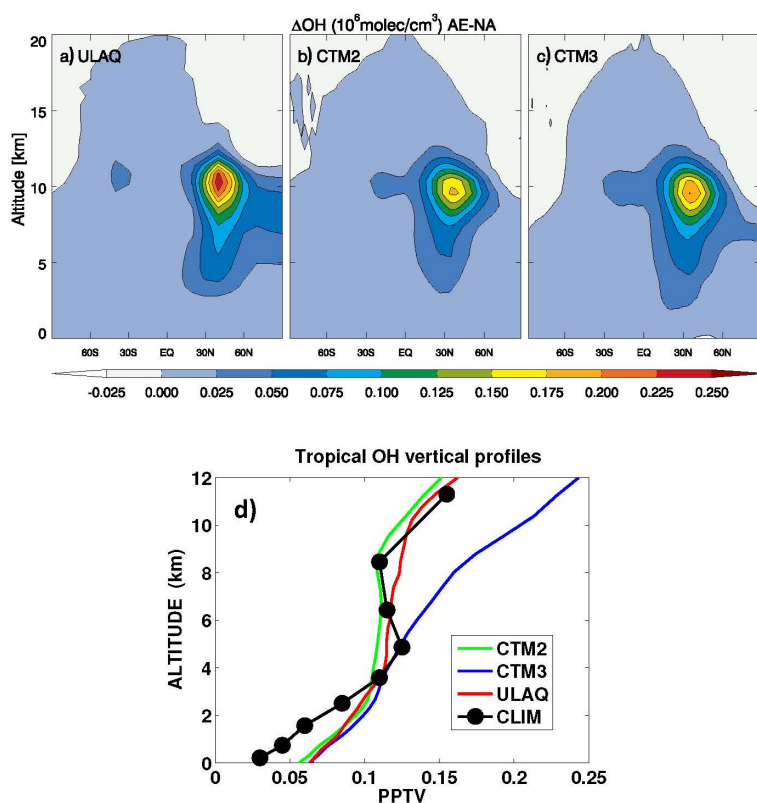 ΔOH (10⁶molec/cm³) AE-NA
a) ULAQ
b) CTM2
c) CTM3
Altitude [km]
20
15
10
5
0
60S 30S EQ 30N 60N
60S 30S EQ 30N 60N
60S 30S EQ 30N 60N
-0.025 0.000 0.025 0.050 0.075 0.100 0.125 0.150 0.175 0.200 0.225 0.250
Tropical OH vertical profiles
d)
ALTITUDE (km)
12
10
8
6
4
2
0
CTM2
CTM3
ULAQ
CLIM
0 0.05 0.1 0.15 0.2 0.25
PPTV